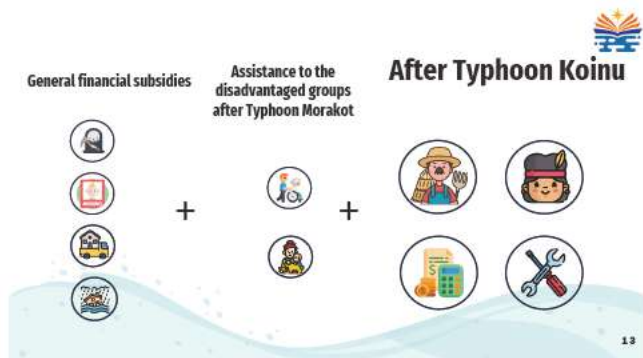 General financial subsidies
Assistance to the
disadvantaged groups
after Typhoon Morakot
After Typhoon Koinu
+
+
13